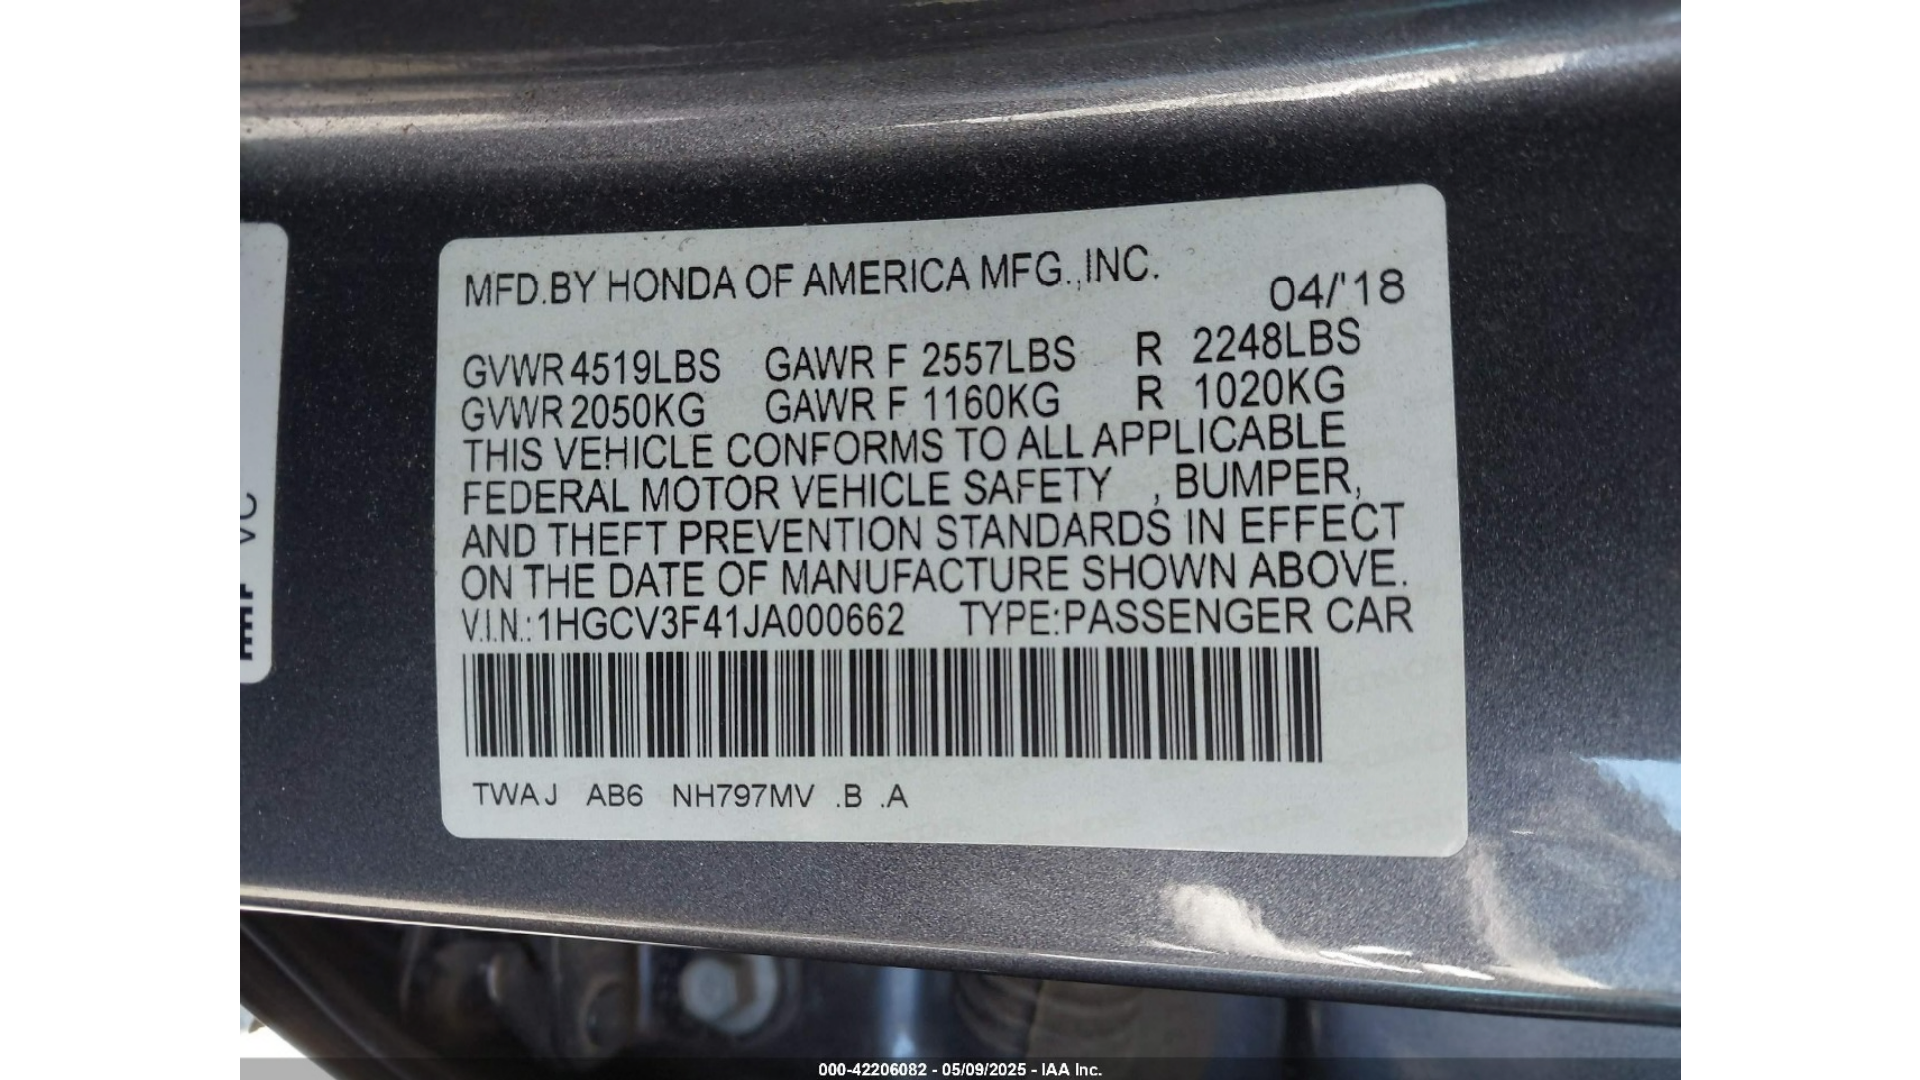 MFD.BY HONDA OF AMERICA MFG.,INC.
04/'18
GVWR 4519LBS GAWR F 2557LBS R 2248LBS
GVWR 2050KG GAWR F 1160KG R 1020KG
THIS VEHICLE CONFORMS TO ALL APPLICABLE
FEDERAL MOTOR VEHICLE SAFETY , BUMPER,
AND THEFT PREVENTION STANDARDS IN EFFECT
ON THE DATE OF MANUFACTURE SHOWN ABOVE.
V.I.N.:1HGCV3F41JA000662 TYPE:PASSENGER CAR
TWAJ AB6 NH797MV .B .A
000-42206082 - 05/09/2025 - IAA Inc.